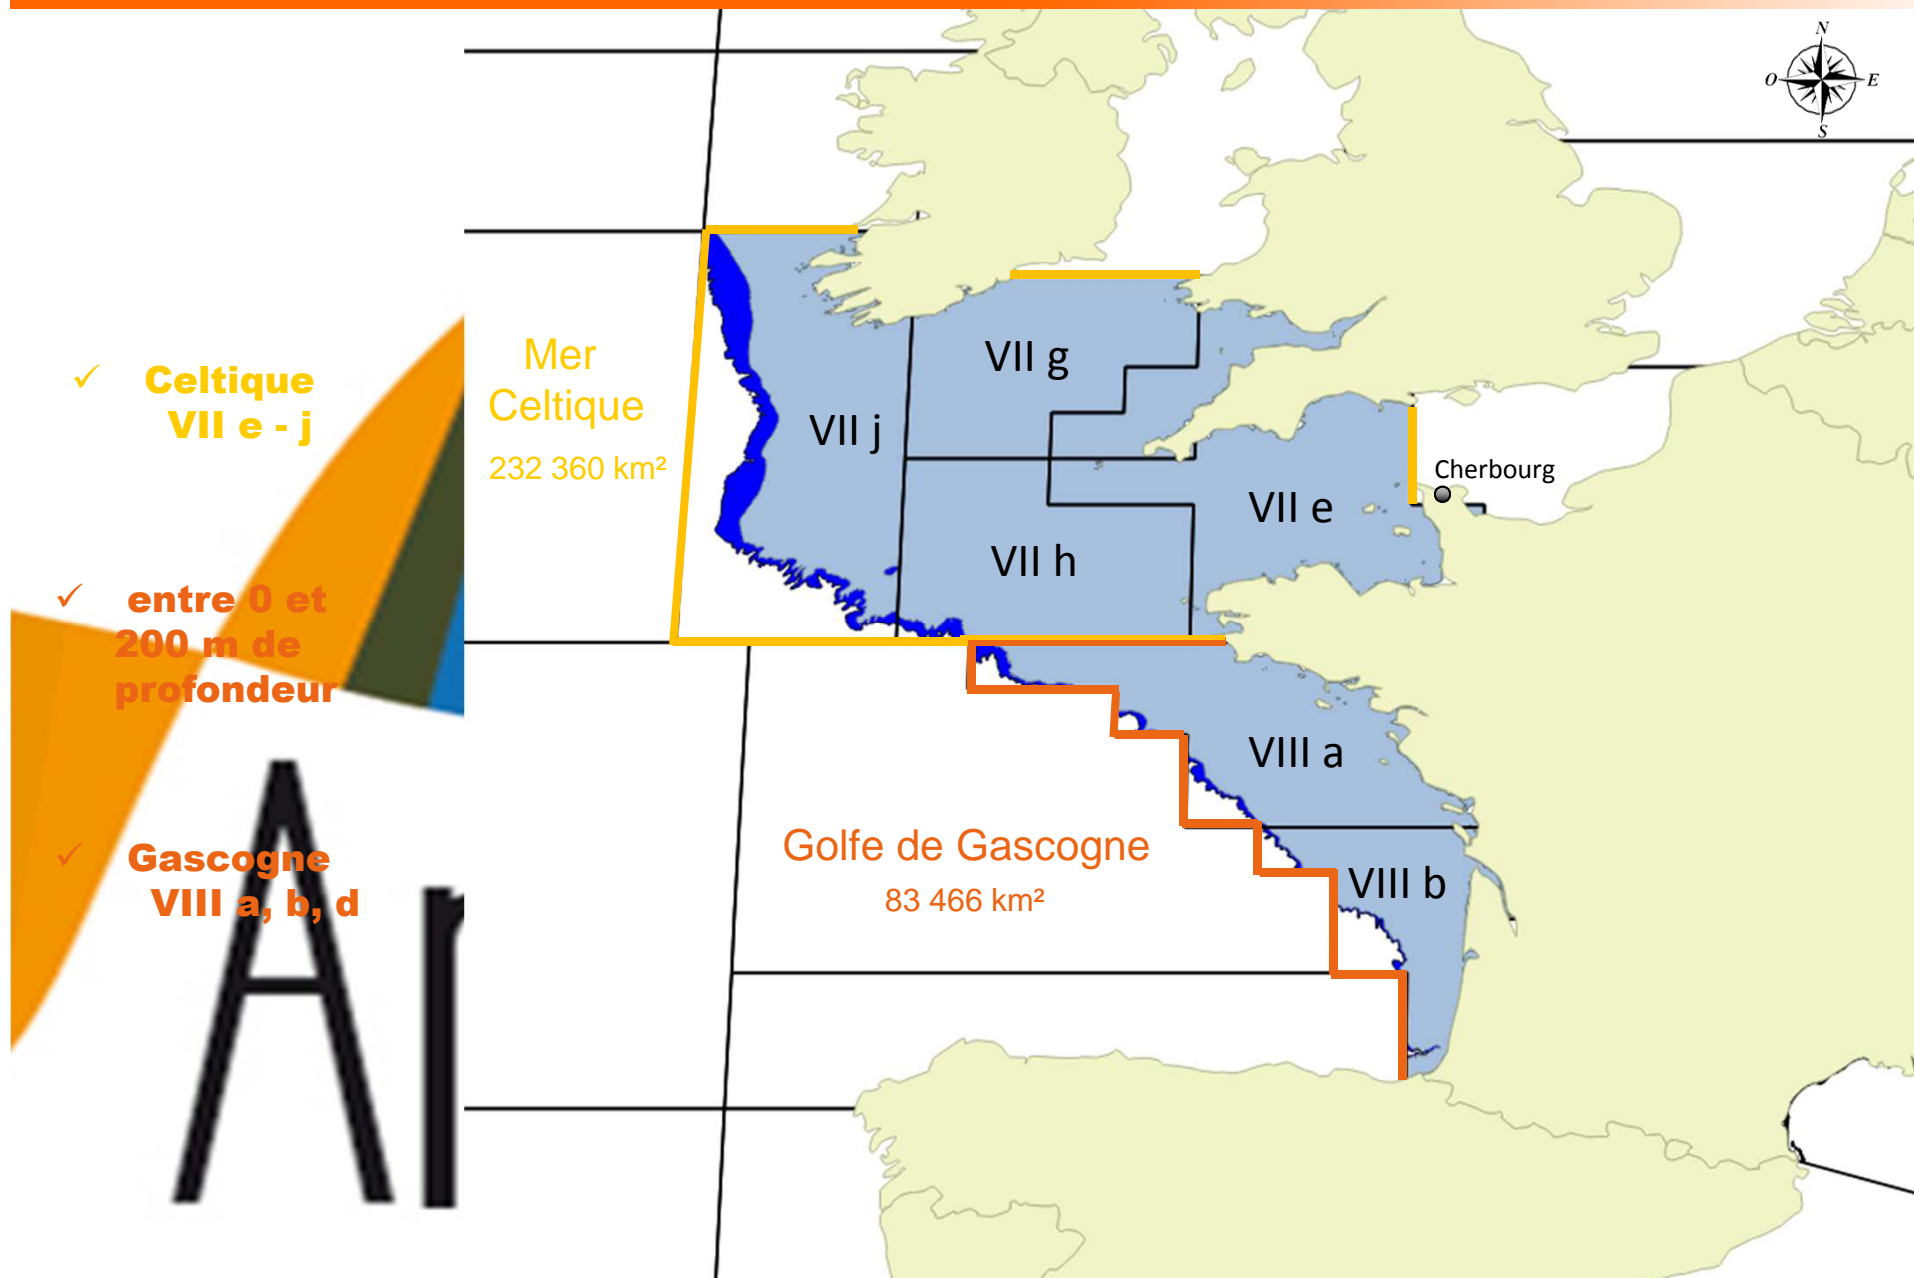 ✓ Celtique
VII e - j
✓ entre 0 et
200 m de
profondeur
✓ Gascogne
VIII a, b, d
Ar
Mer
Celtique
232 360 km²
VII g
VII j
VII e
VII h
Cherbourg
VIII a
VIII b
Golfe de Gascogne
83 466 km²
N
O
E
S